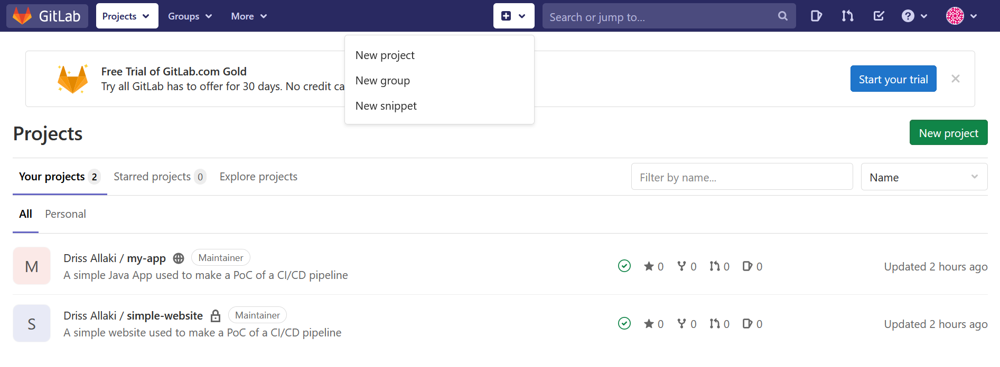 GitLab Projects Groups More Search or jump to...
New project
New group
New snippet
Free Trial of GitLab.com Gold
Try all GitLab has to offer for 30 days. No credit ca
Start your trial
Projects
New project
Your projects 2 Starred projects 0 Explore projects Filter by name... Name
All Personal
M
Driss Allaki / my-app Maintainer
A simple Java App used to make a PoC of a CI/CD pipeline
0 0 0 0 Updated 2 hours ago
S
Driss Allaki / simple-website Maintainer
A simple website used to make a PoC of a CI/CD pipeline
0 0 0 0 Updated 2 hours ago